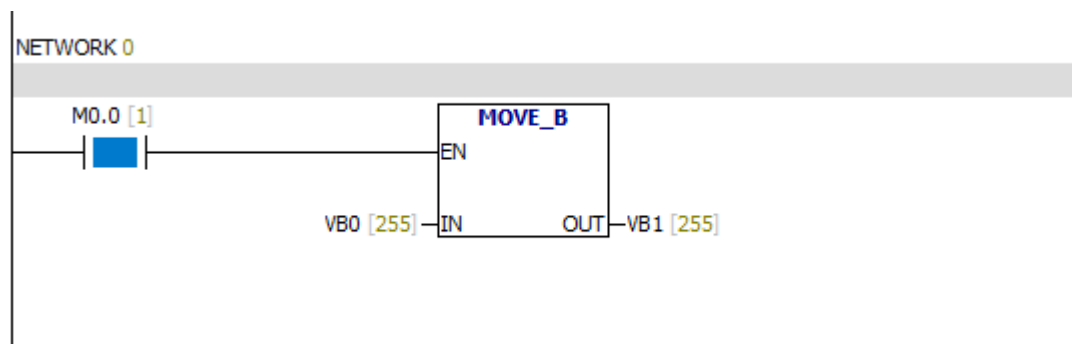 NETWORK 0
M0.0 [1]
MOVE_B
EN
VB0 [255] IN OUT VB1 [255]